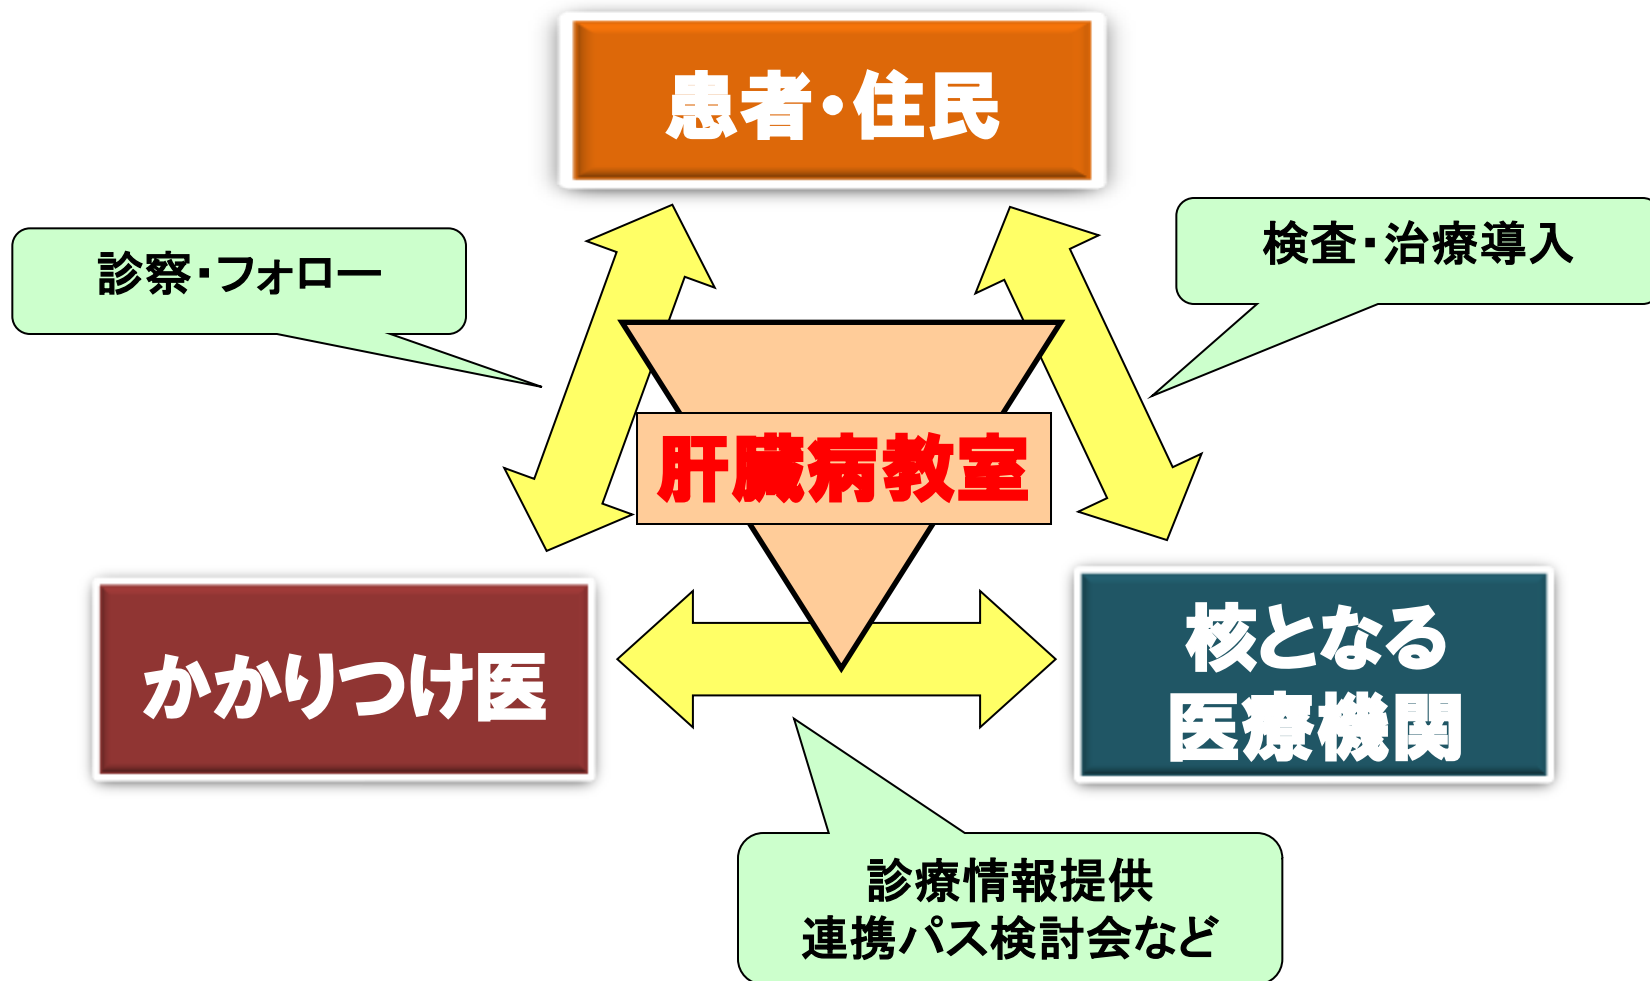 患者・住民
診察・フォロー
検査・治療導入
肝臓病教室
かかりつけ医
核となる
医療機関
診療情報提供
連携パス検討会など